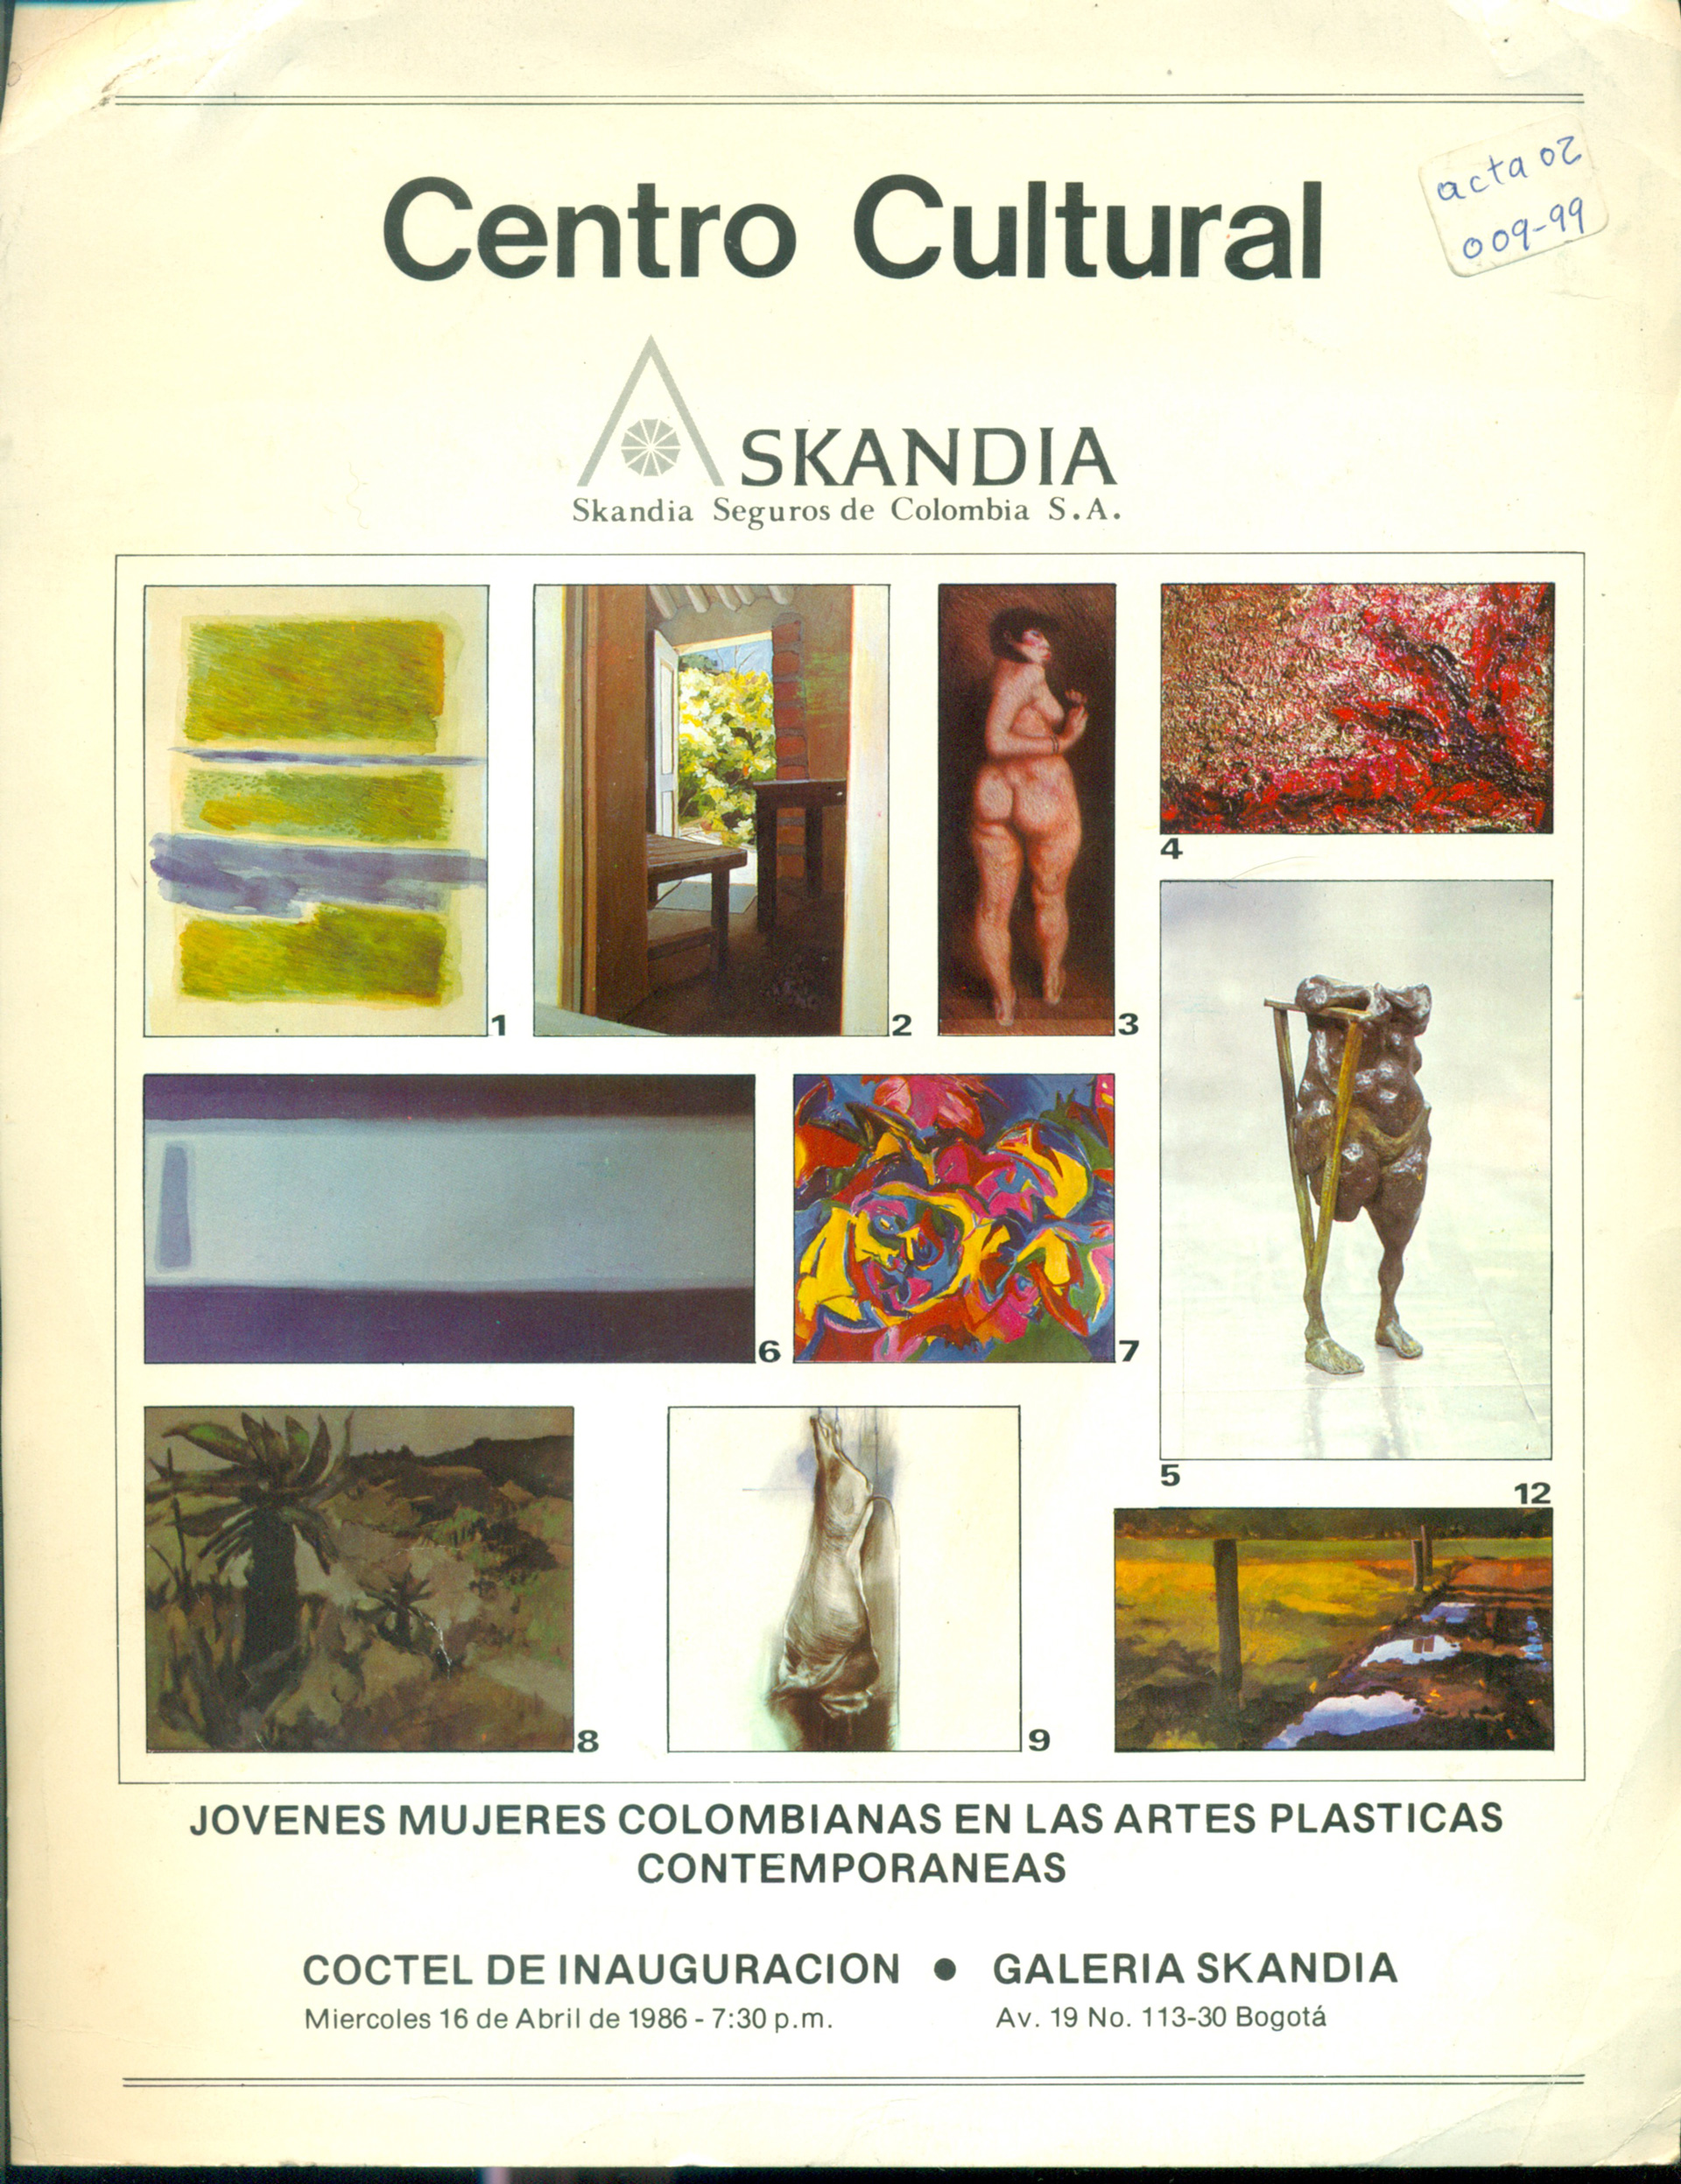 Centro Cultural
acta 02
009-99
SKANDIA
Skandia Seguros de Colombia S.A.
1
2
3
4
5
6
7
8
9
12
JOVENES MUJERES COLOMBIANAS EN LAS ARTES PLASTICAS
CONTEMPORANEAS
COCTEL DE INAUGURACION ● GALERIA SKANDIA
Miercoles 16 de Abril de 1986 - 7:30 p.m.
Av. 19 No. 113-30 Bogotá